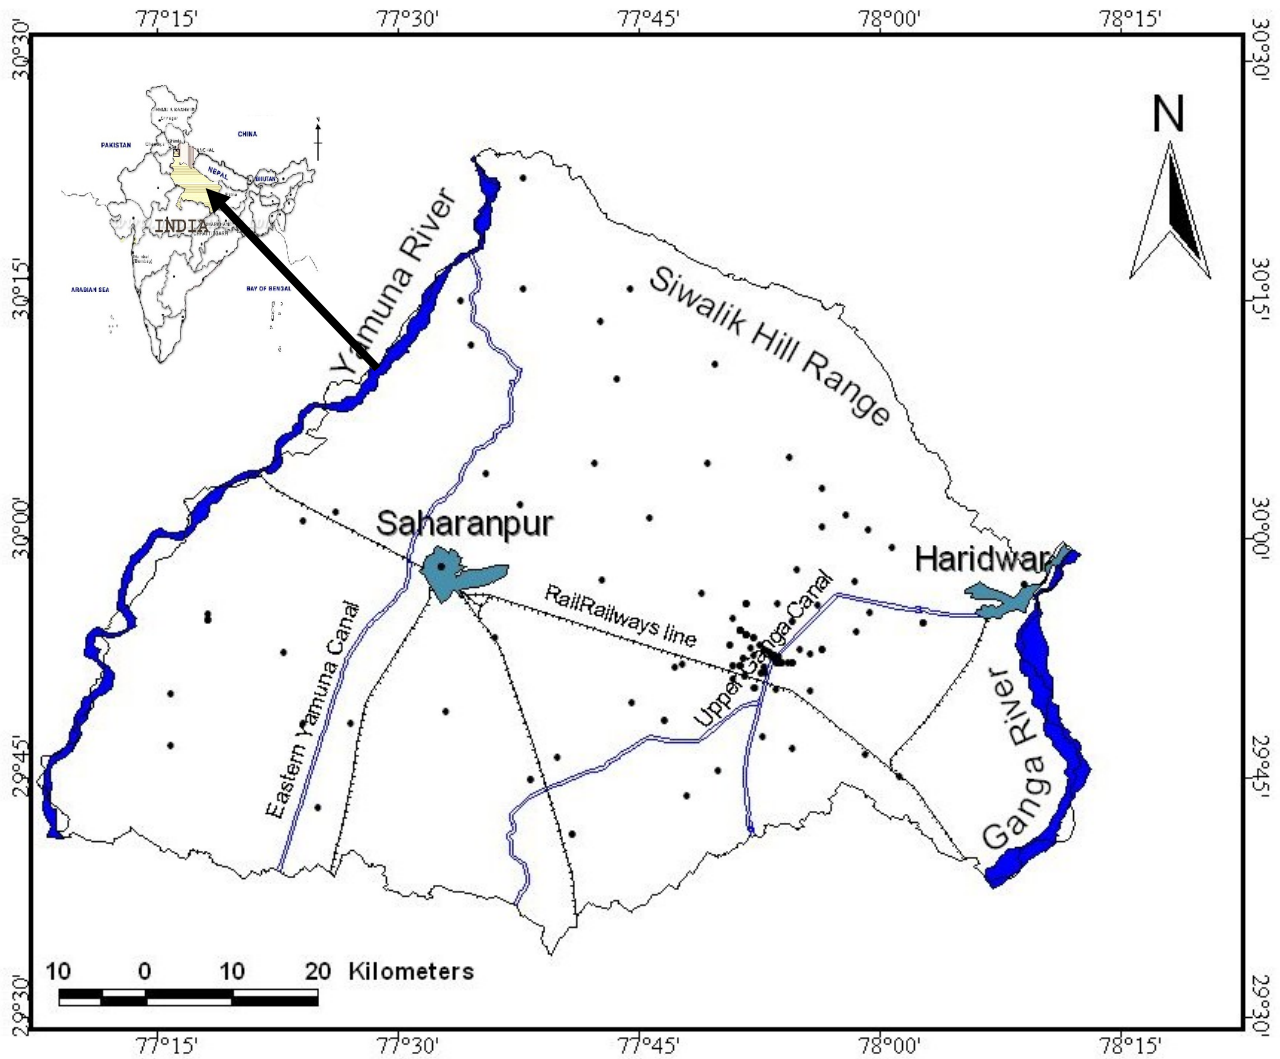 77°15' 77°30' 77°45' 78°00' 78°15'
30°30' 30°30'
N
CHINA
PAKISTAN
NEPAL
BHUTAN
INDIA
ARABIAN SEA
BAY OF BENGAL
Yamuna River
Siwalik Hill Range
30°15' 30°15'
30°00' 30°00'
Saharanpur
Haridwar
RailRailways line
Eastern Yamuna Canal
Upper Ganga Canal
Ganga River
29°45' 29°45'
10 0 10 20 Kilometers
29°30' 29°30'
77°15' 77°30' 77°45' 78°00' 78°15'